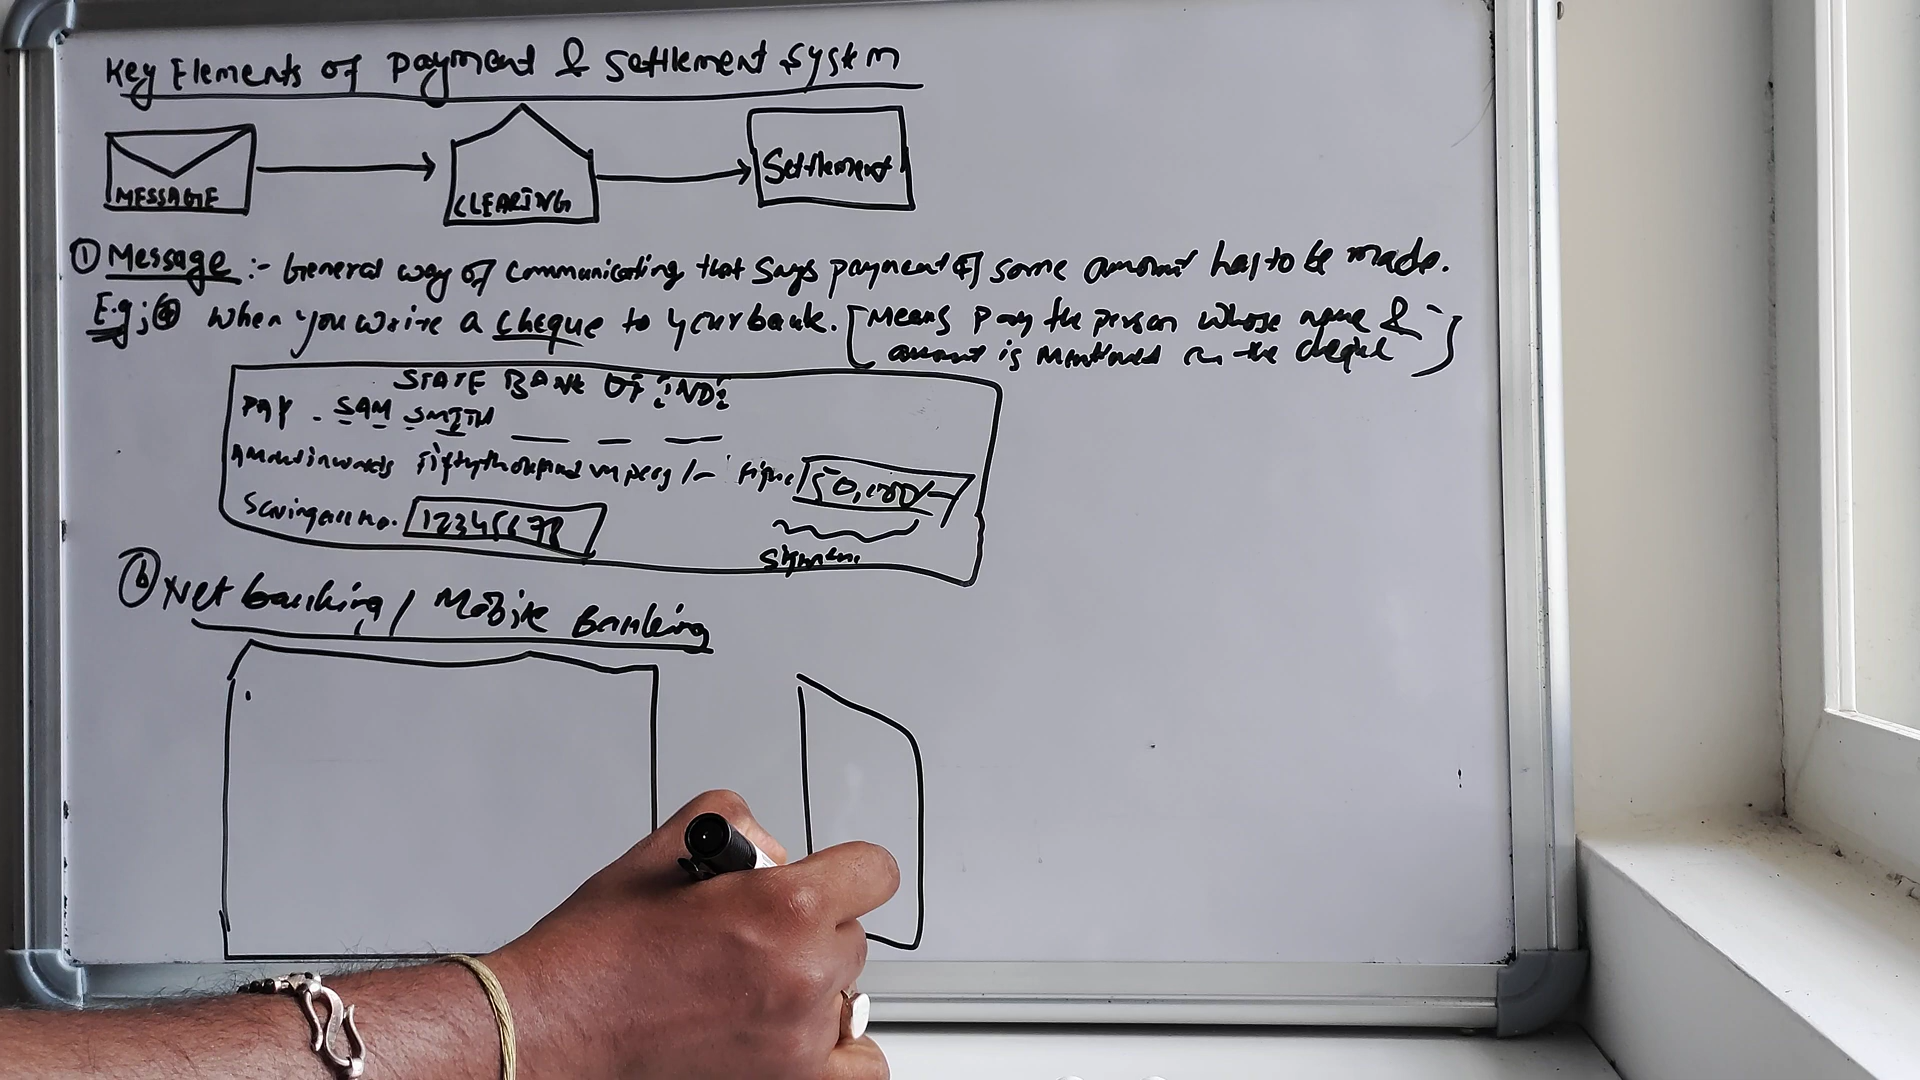 Key Elements of Payment & Settlement System
MESSAGE
CLEARING
Settlement
① Message :- General way of communicating that says payment of some amount has to be made.
E.g; ⓐ When you write a cheque to your bank. [Means Pay the person whose name & amount is mentioned on the cheque]
STATE BANK OF INDI
PAY - SAM SMITH
Amount in words Fifty thousand rupees /- figure 50,000/-
Saving acc no. 12345678
ⓑ Net banking / Mobile Banking